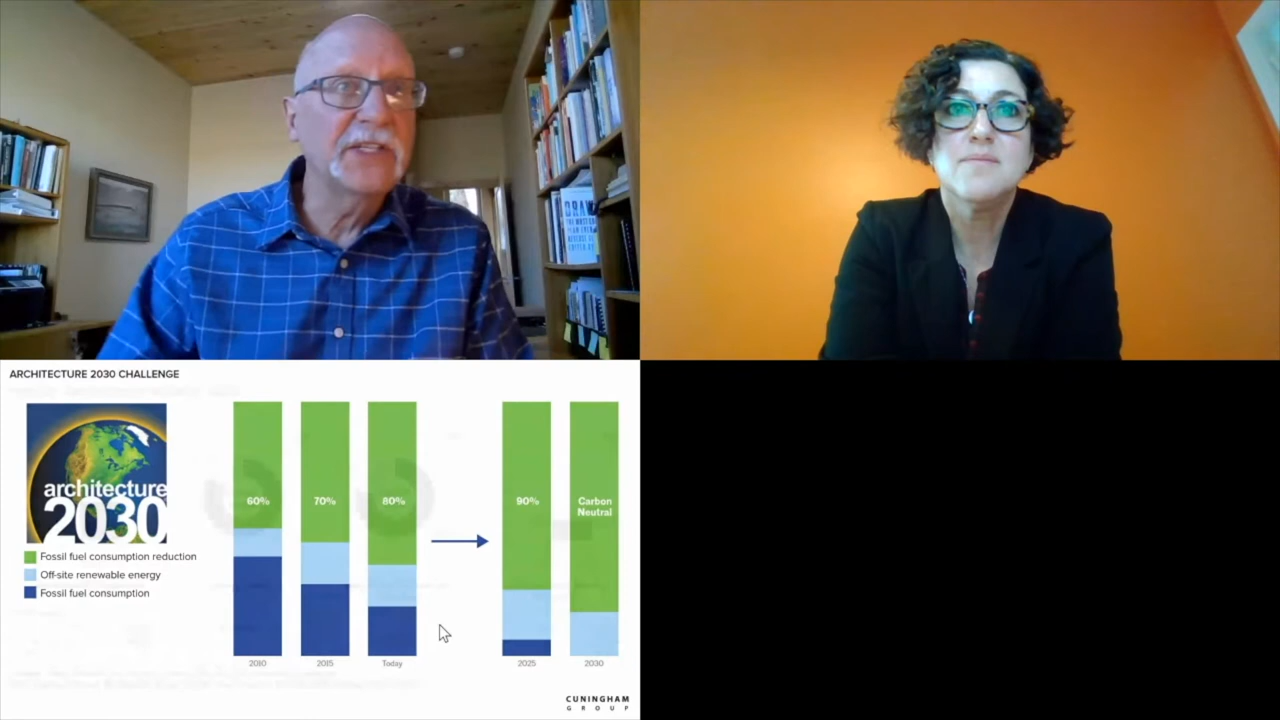 DRAW
ARCHITECTURE 2030 CHALLENGE
architecture
2030
Fossil fuel consumption reduction
Off-site renewable energy
Fossil fuel consumption
60%
70%
80%
90%
Carbon
Neutral
2010
2015
Today
2025
2030
CUNINGHAM
GROUP